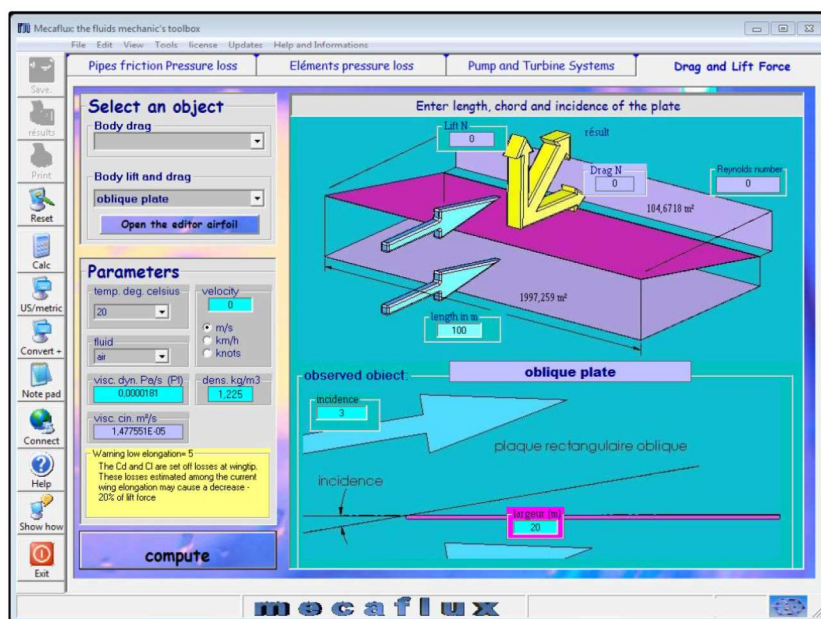 Mecaflux: the fluids mechanic's toolbox
File Edit View Tools license Updates Help and Informations
Pipes friction Pressure loss
Eléments pressure loss
Pump and Turbine Systems
Drag and Lift Force
Save.
résults
Print
Reset
Calc
US/metric
Convert +
Note pad
Connect
Help
Show how
Exit
Select an object
Body drag
Body lift and drag
oblique plate
Open the editor airfoil
Parameters
temp. deg. celsius
20
velocity
0
m/s
km/h
knots
fluid
air
visc. dyn. Pa/s (Pl)
0,0000181
dens. kg/m3
1,225
visc. cin. m²/s
1,477551E-05
Warning low elongation= 5
The Cd and Cl are set off losses at wingtip.
These losses estimated among the current
wing elongation may cause a decrease -
20% of lift force
compute
Enter length, chord and incidence of the plate
Lift N
0
résult
Drag N
0
Reynolds number
0
104,6718 m²
1997,259 m²
length in m
100
observed object:
oblique plate
incidence
3
plaque rectangulaire oblique
incidence
largeur (m)
20
mecaflux